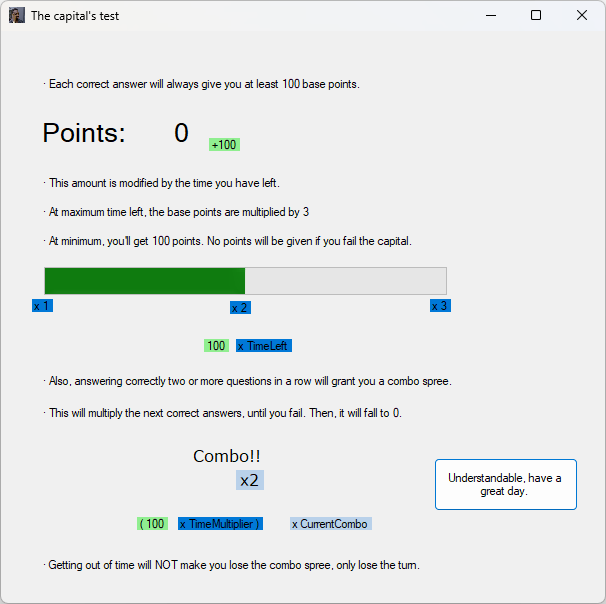 The capital's test
· Each correct answer will always give you at least 100 base points.
Points: 0
+100
· This amount is modified by the time you have left.
· At maximum time left, the base points are multiplied by 3
· At minimum, you'll get 100 points. No points will be given if you fail the capital.
x 1 x 2 x 3
100 x TimeLeft
· Also, answering correctly two or more questions in a row will grant you a combo spree.
· This will multiply the next correct answers, until you fail. Then, it will fall to 0.
Combo!!
x2
Understandable, have a
great day.
( 100 x TimeMultiplier ) x CurrentCombo
· Getting out of time will NOT make you lose the combo spree, only lose the turn.